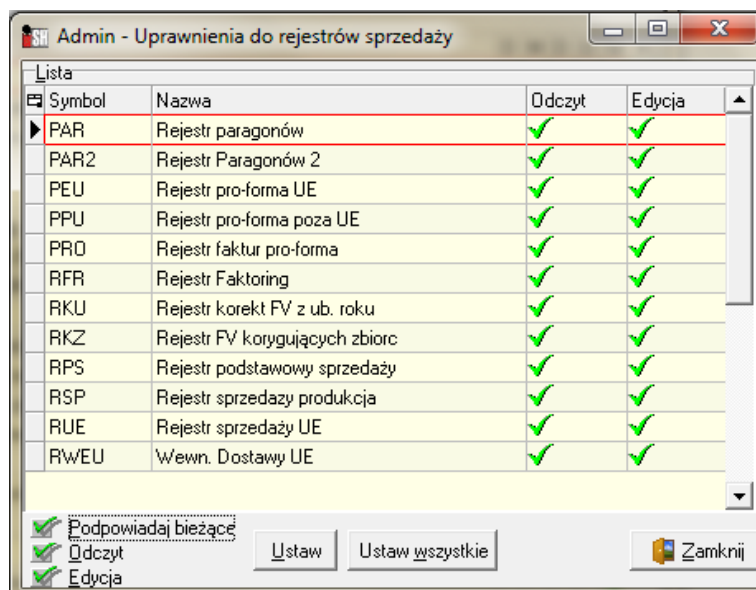 Admin - Uprawnienia do rejestrów sprzedaży
Lista
Symbol Nazwa Odczyt Edycja
PAR Rejestr paragonów
PAR2 Rejestr Paragonów 2
PEU Rejestr pro-forma UE
PPU Rejestr pro-forma poza UE
PRO Rejestr faktur pro-forma
RFR Rejestr Faktoring
RKU Rejestr korekt FV z ub. roku
RKZ Rejestr FV korygujących zbiorc
RPS Rejestr podstawowy sprzedaży
RSP Rejestr sprzedazy produkcja
RUE Rejestr sprzedaży UE
RWEU Wewn. Dostawy UE
Podpowiadaj bieżące
Odczyt Ustaw Ustaw wszystkie Zamknij
Edycja